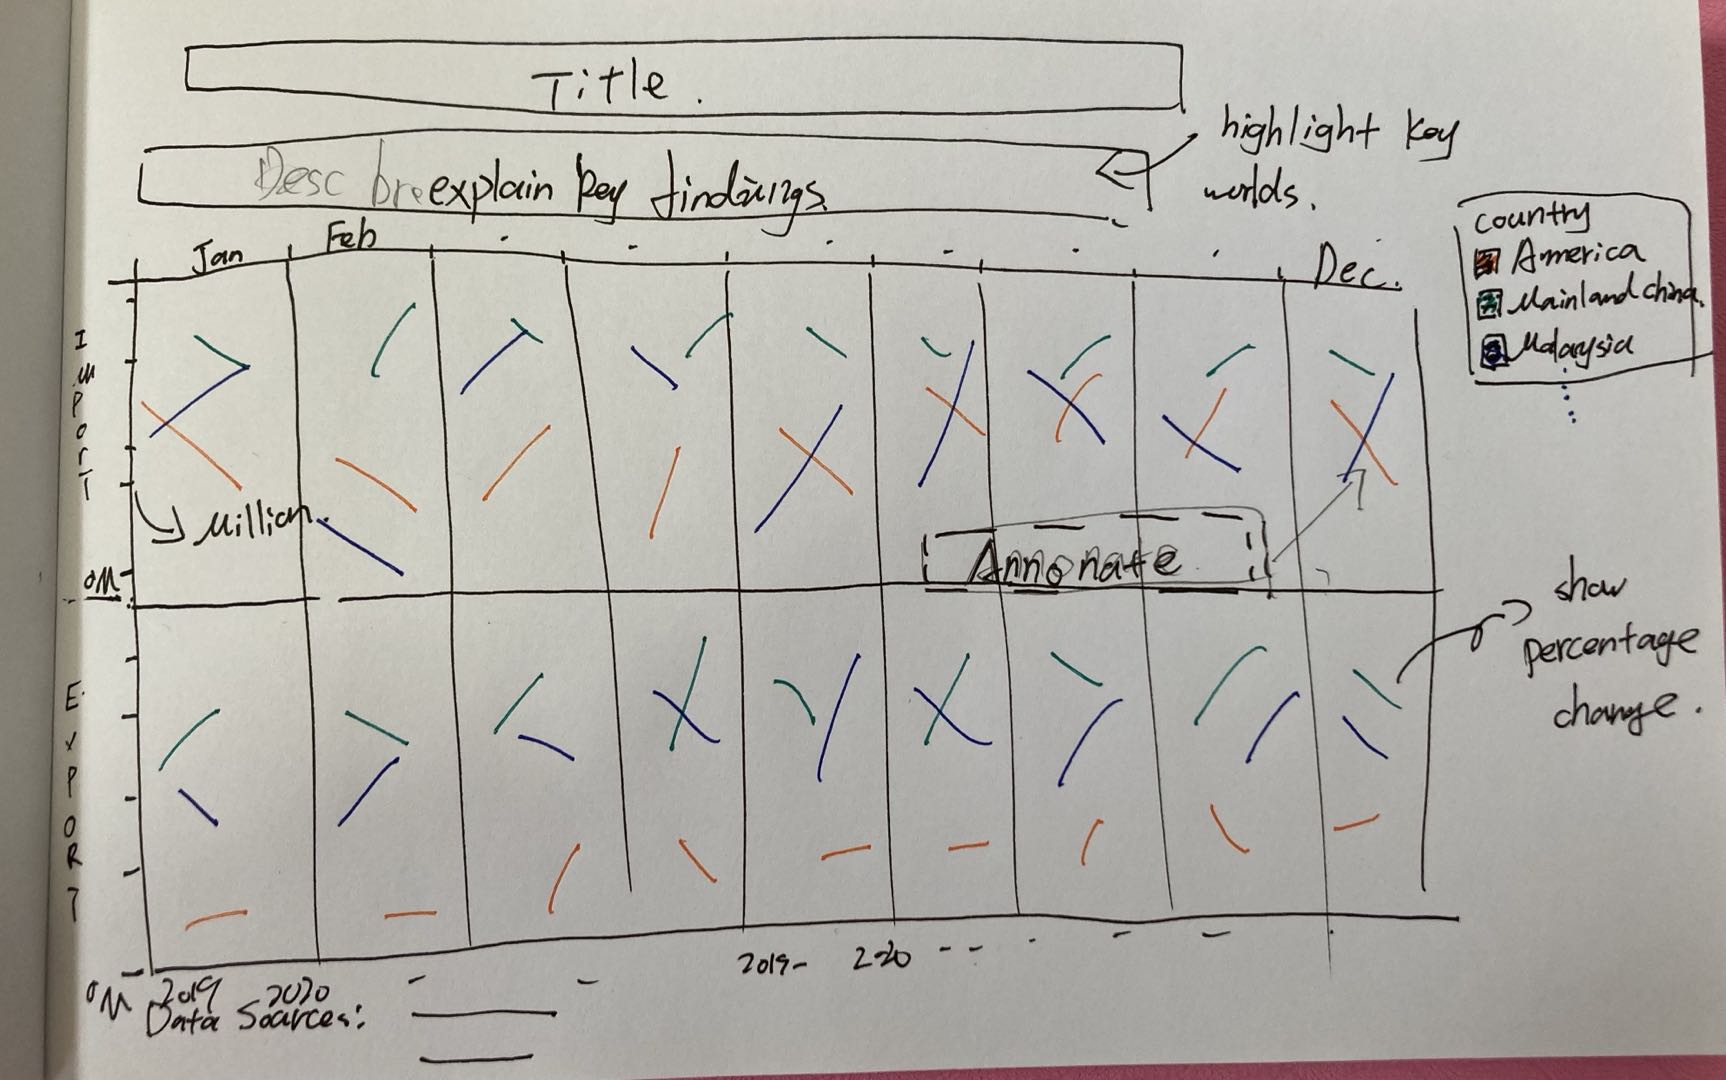 Title.
Desc bre explain key findings.
highlight key
worlds.
Jan
Feb
Dec.
country
America
Mainland china.
Malaysia
IMPorT
Million.
0M
Annonate
show
percentage
change.
EXPORT
0M
2019
2020
2019-
2020
Data Sources: